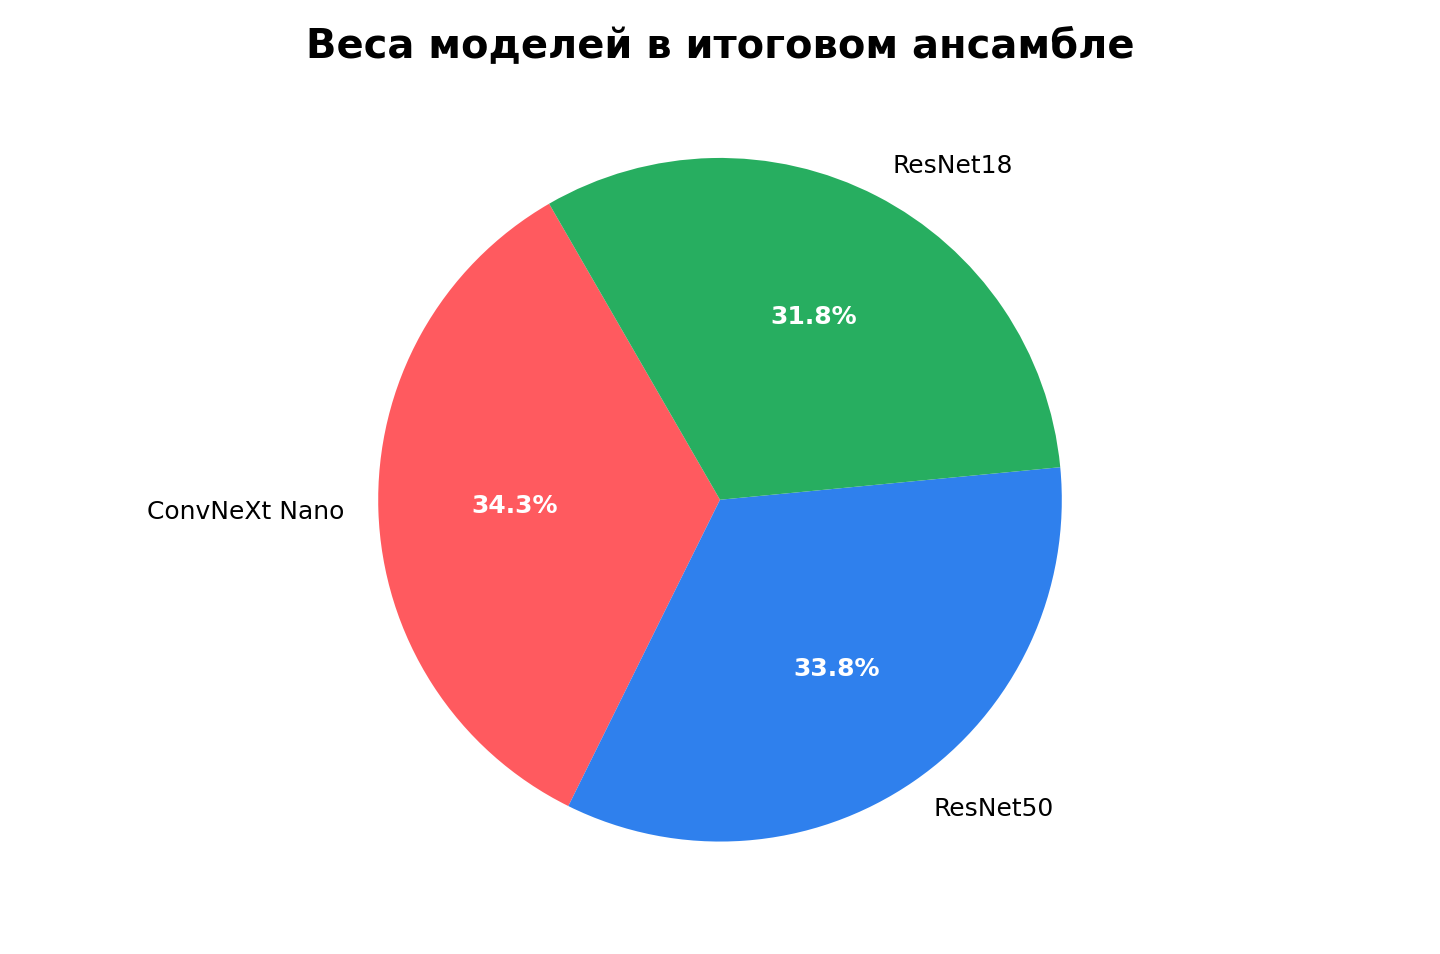 Веса моделей в итоговом ансамбле
ResNet18
31.8%
ConvNeXt Nano
34.3%
33.8%
ResNet50